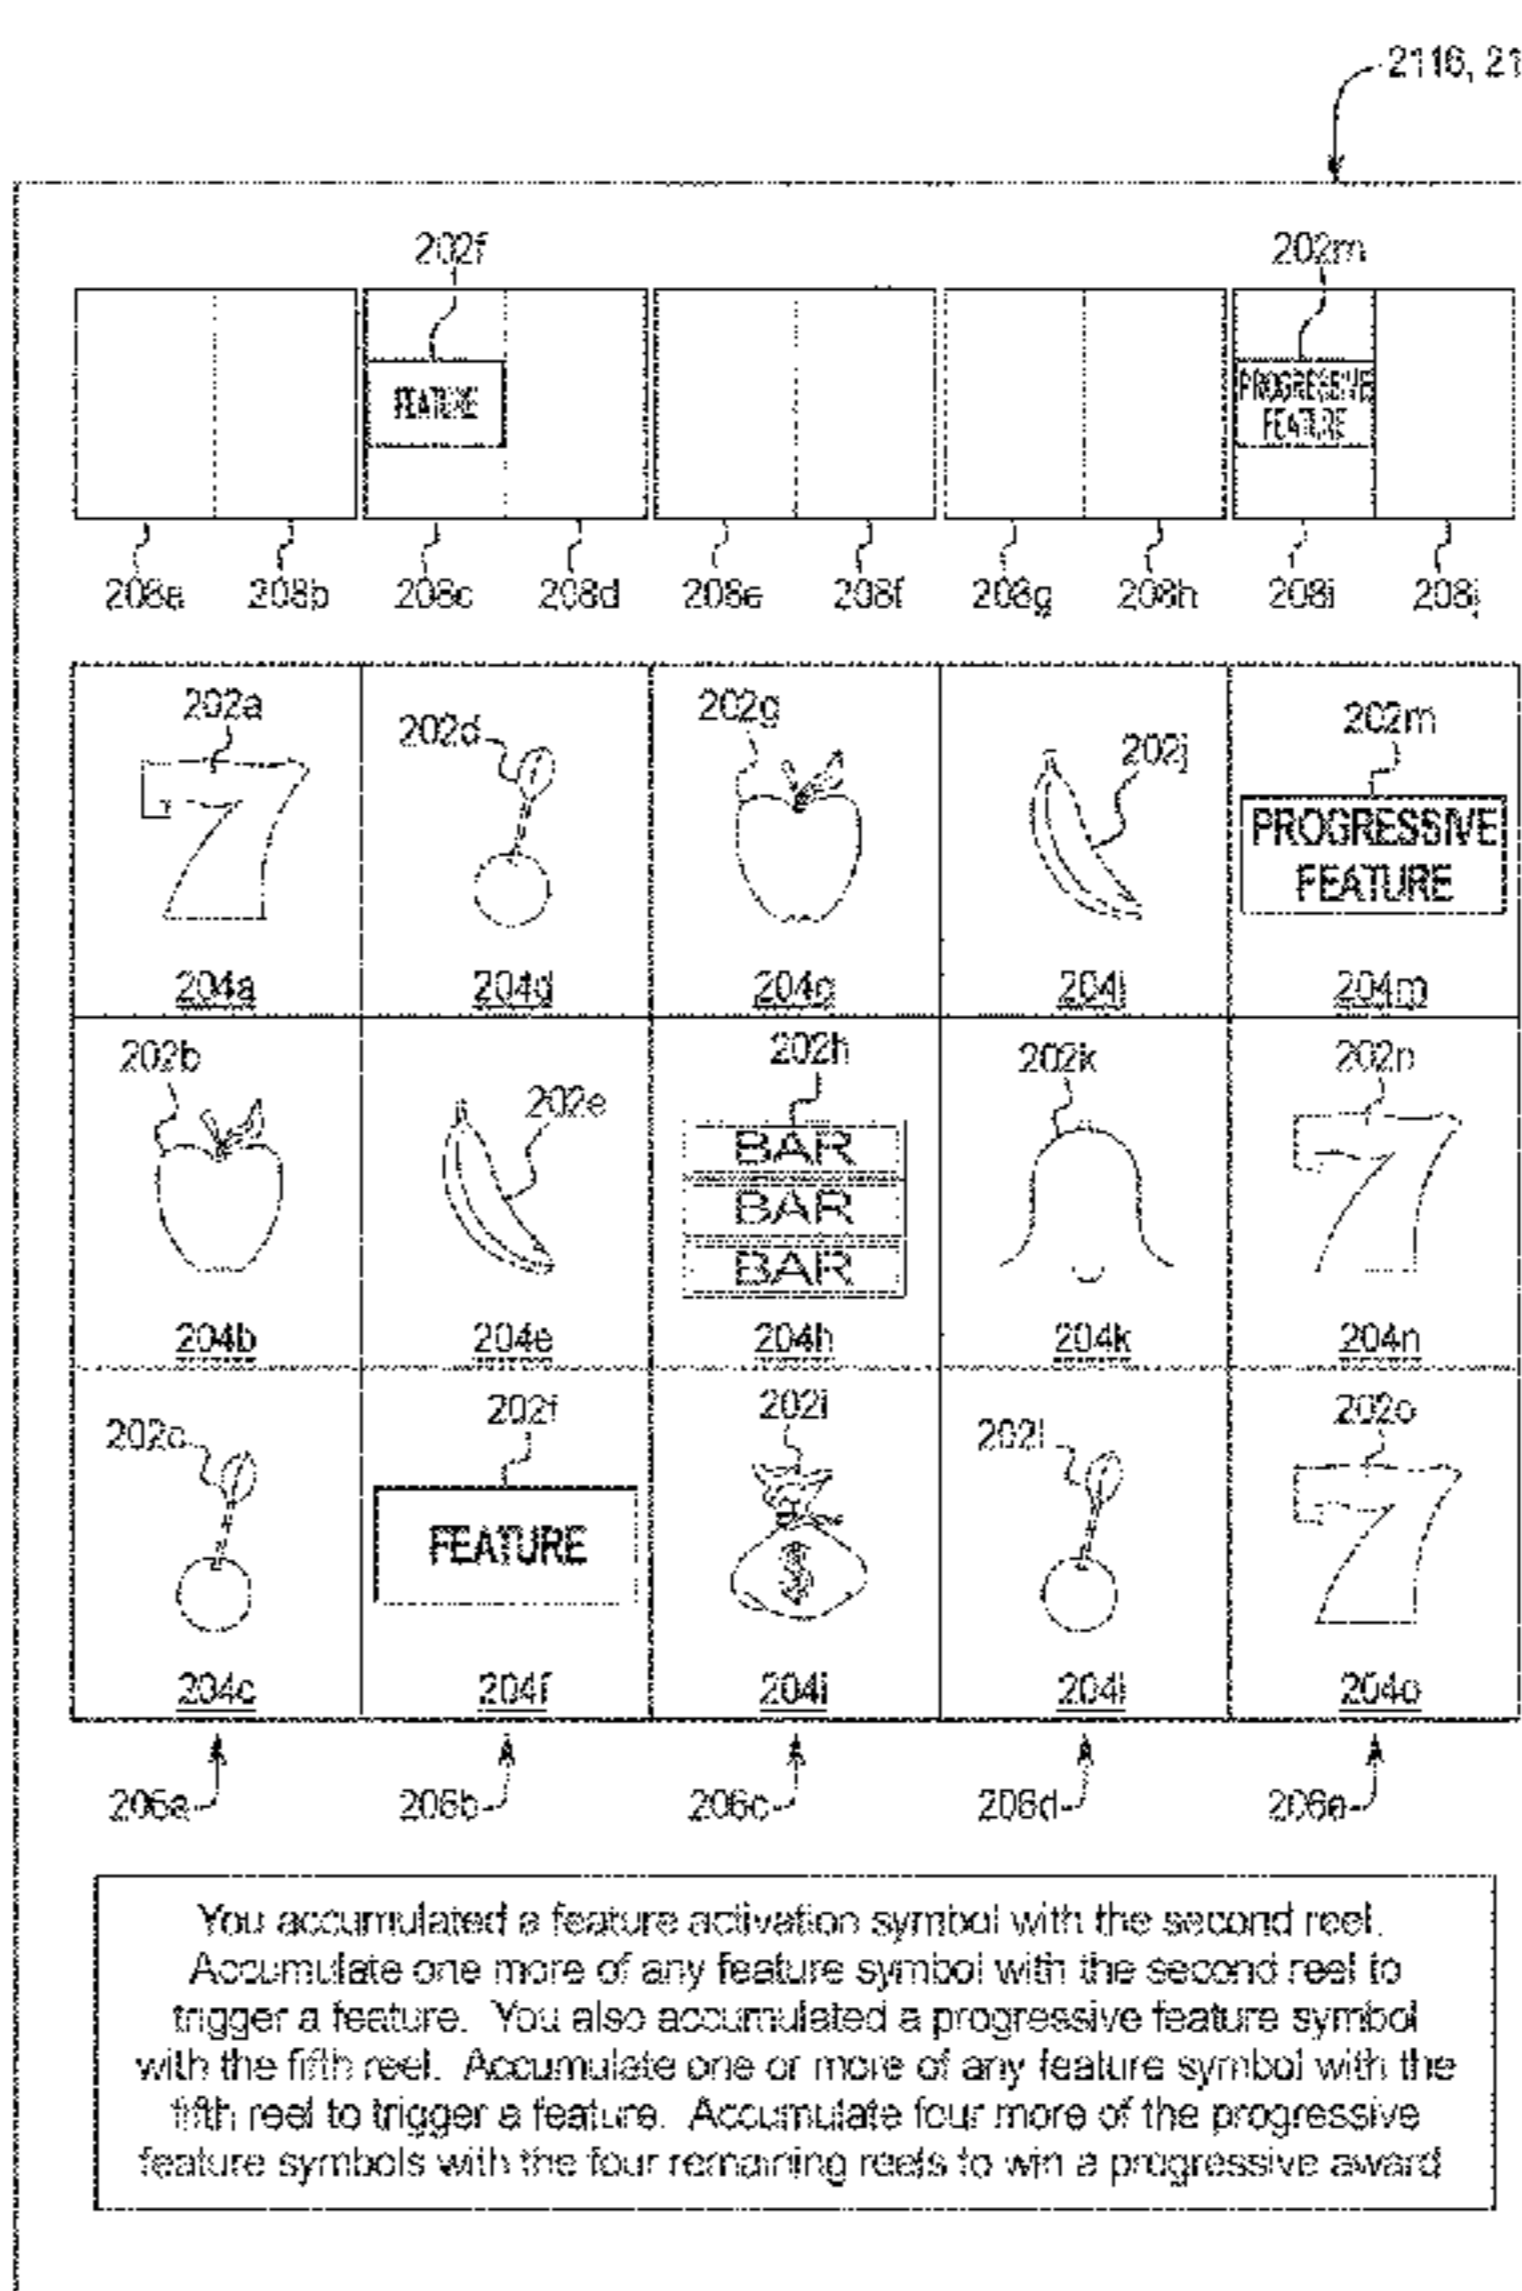 2116, 21
202f 202m
FEATURE
PROGRESSIVE
FEATURE
208a 208b 208c 208d 208e 208f 208g 208h 208i 208j
202a 202d 202g 202j 202m
PROGRESSIVE
FEATURE
204a 204d 204g 204j 204m
202b 202e 202h 202k 202n
BAR
BAR
BAR
204b 204e 204h 204k 204n
202c 202f 202i 202l 202o
FEATURE
$
204c 204f 204i 204l 204o
206a 206b 206c 206d 206e
You accumulated a feature activation symbol with the second reel.
Accumulate one more of any feature symbol with the second reel to
trigger a feature. You also accumulated a progressive feature symbol
with the fifth reel. Accumulate one or more of any feature symbol with the
fifth reel to trigger a feature. Accumulate four more of the progressive
feature symbols with the four remaining reels to win a progressive award